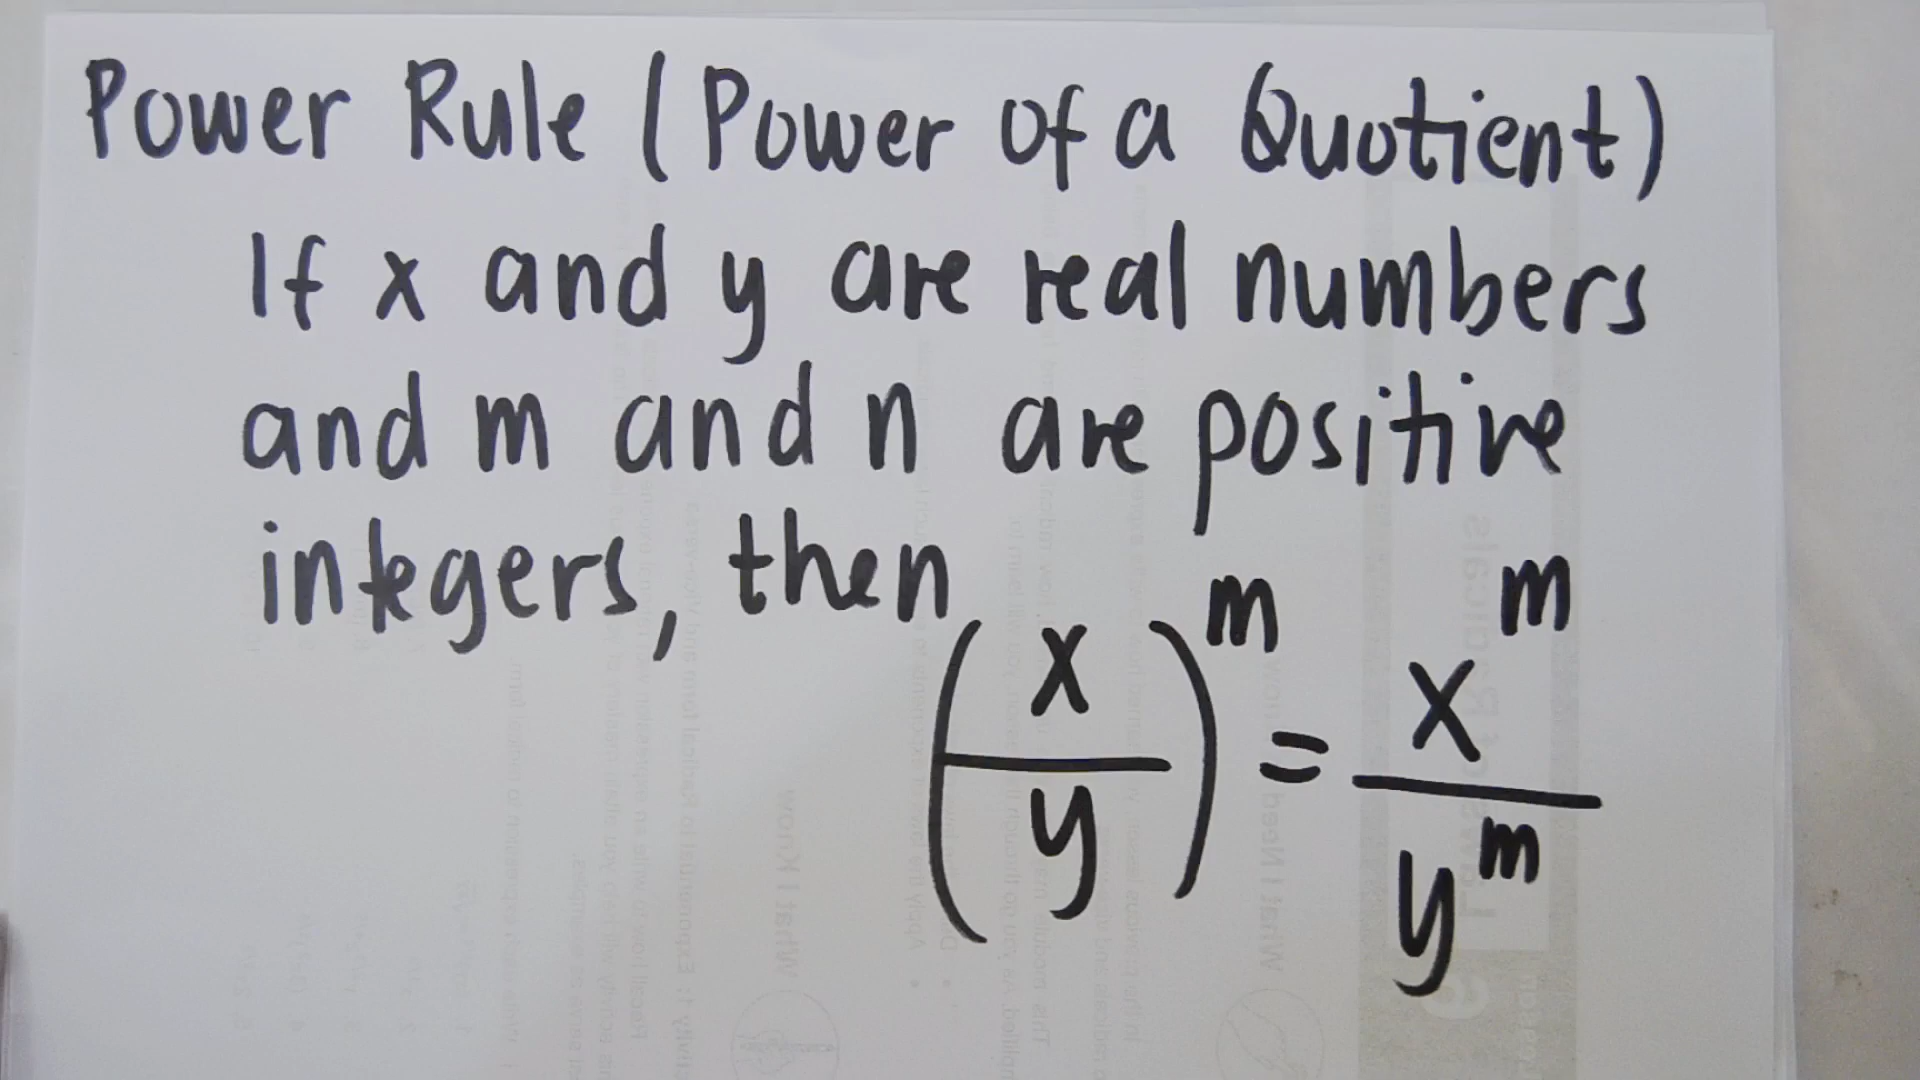 Power Rule (Power of a Quotient)
If x and y are real numbers
and m and n are positive
integers, then
(x/y)^m = x^m/y^m